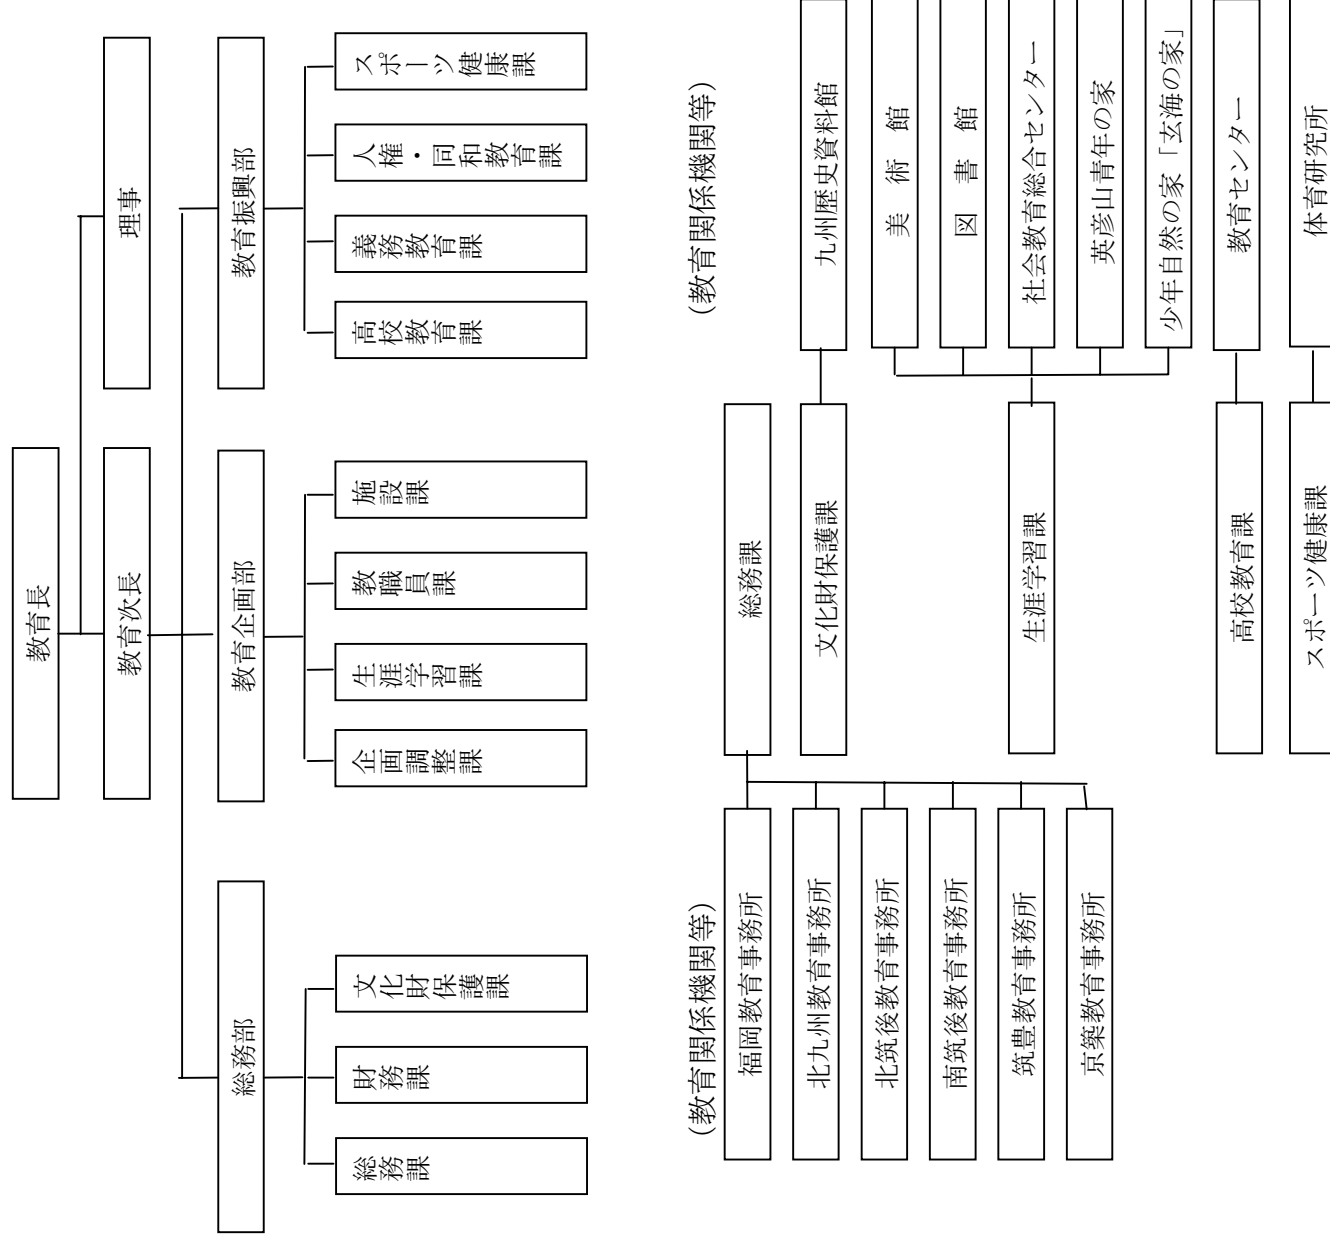 教育長
教育次長
理事
総務部
教育企画部
教育振興部
総務課
財務課
文化財保護課
企画調整課
生涯学習課
教職員課
施設課
高校教育課
義務教育課
人権・同和教育課
スポーツ健康課
(教育関係機関等)
(教育関係機関等)
福岡教育事務所
北九州教育事務所
北筑後教育事務所
南筑後教育事務所
筑豊教育事務所
京築教育事務所
総務課
文化財保護課
生涯学習課
高校教育課
スポーツ健康課
九州歴史資料館
美術館
図書館
社会教育総合センター
英彦山青年の家
少年自然の家「玄海の家」
教育センター
体育研究所